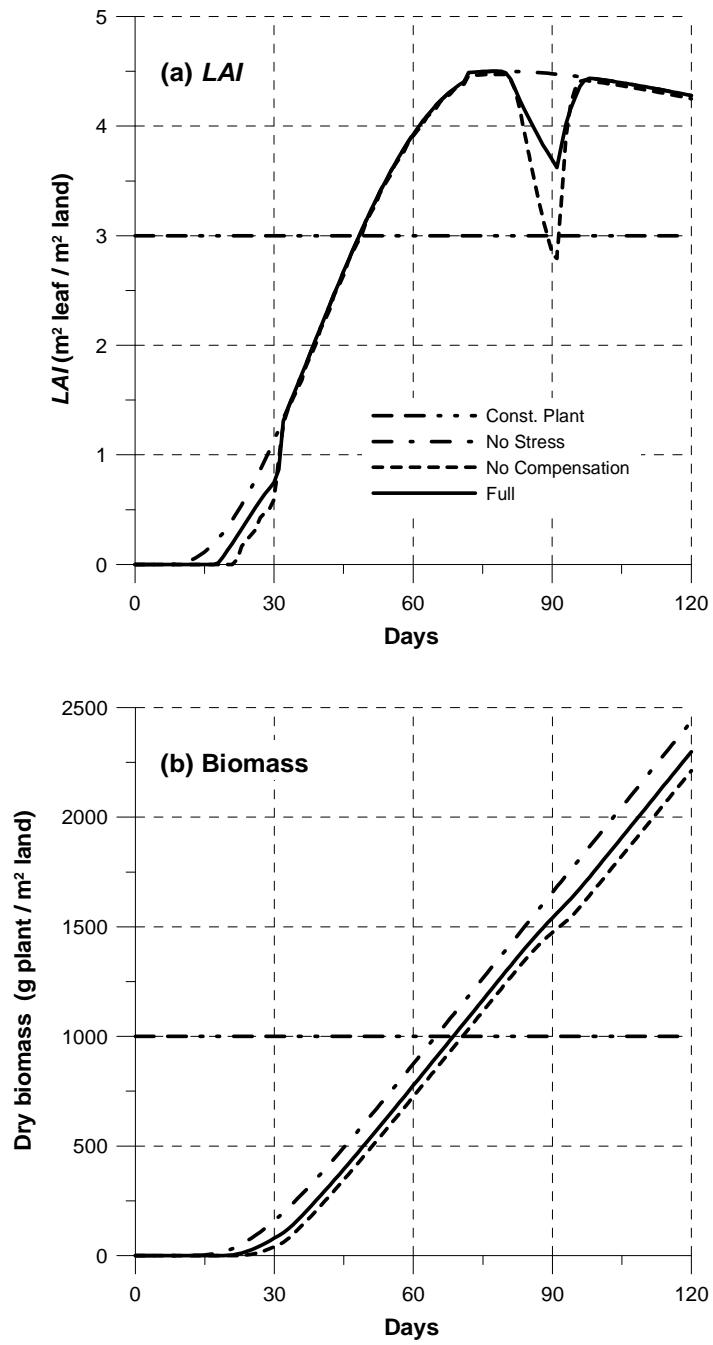 (a) LAI
5
4
3
2
1
0
LAI (m² leaf / m² land)
Const. Plant
No Stress
No Compensation
Full
0 30 60 90 120
Days
(b) Biomass
2500
2000
1500
1000
500
0
Dry biomass (g plant / m² land)
0 30 60 90 120
Days